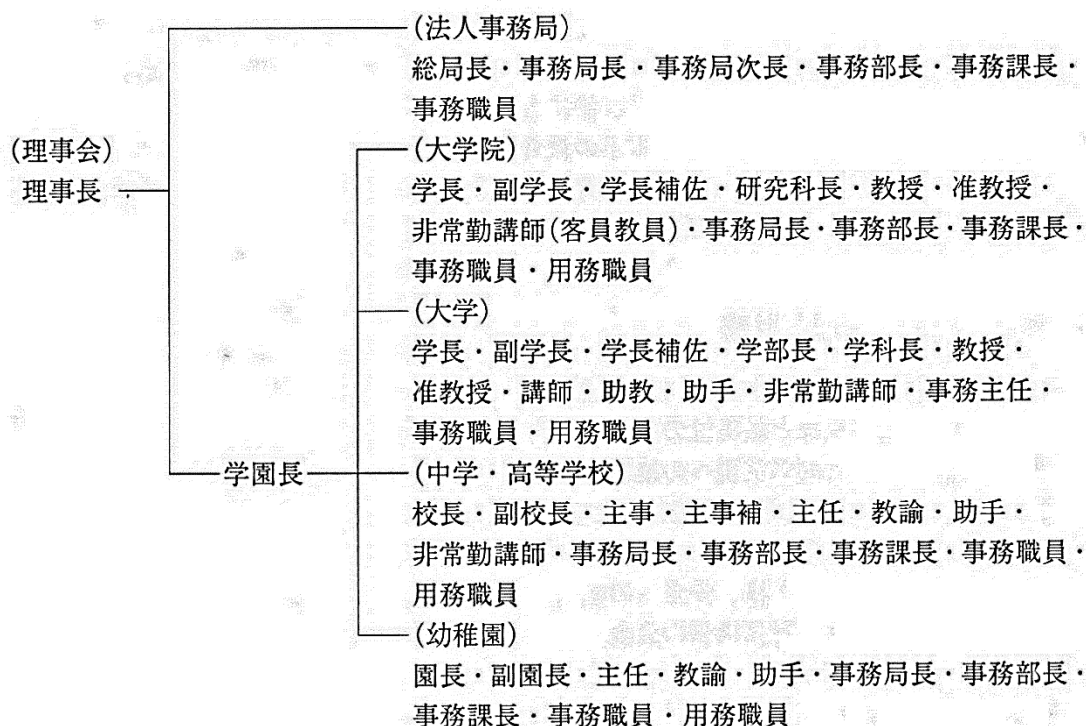 (法人事務局)
総局長・事務局長・事務局次長・事務部長・事務課長・
事務職員
(理事会)
理事長
(大学院)
学長・副学長・学長補佐・研究科長・教授・准教授・
非常勤講師(客員教員)・事務局長・事務部長・事務課長・
事務職員・用務職員
(大学)
学長・副学長・学長補佐・学部長・学科長・教授・
准教授・講師・助教・助手・非常勤講師・事務主任・
事務職員・用務職員
学園長
(中学・高等学校)
校長・副校長・主事・主事補・主任・教諭・助手・
非常勤講師・事務局長・事務部長・事務課長・事務職員・
用務職員
(幼稚園)
園長・副園長・主任・教諭・助手・事務局長・事務部長・
事務課長・事務職員・用務職員